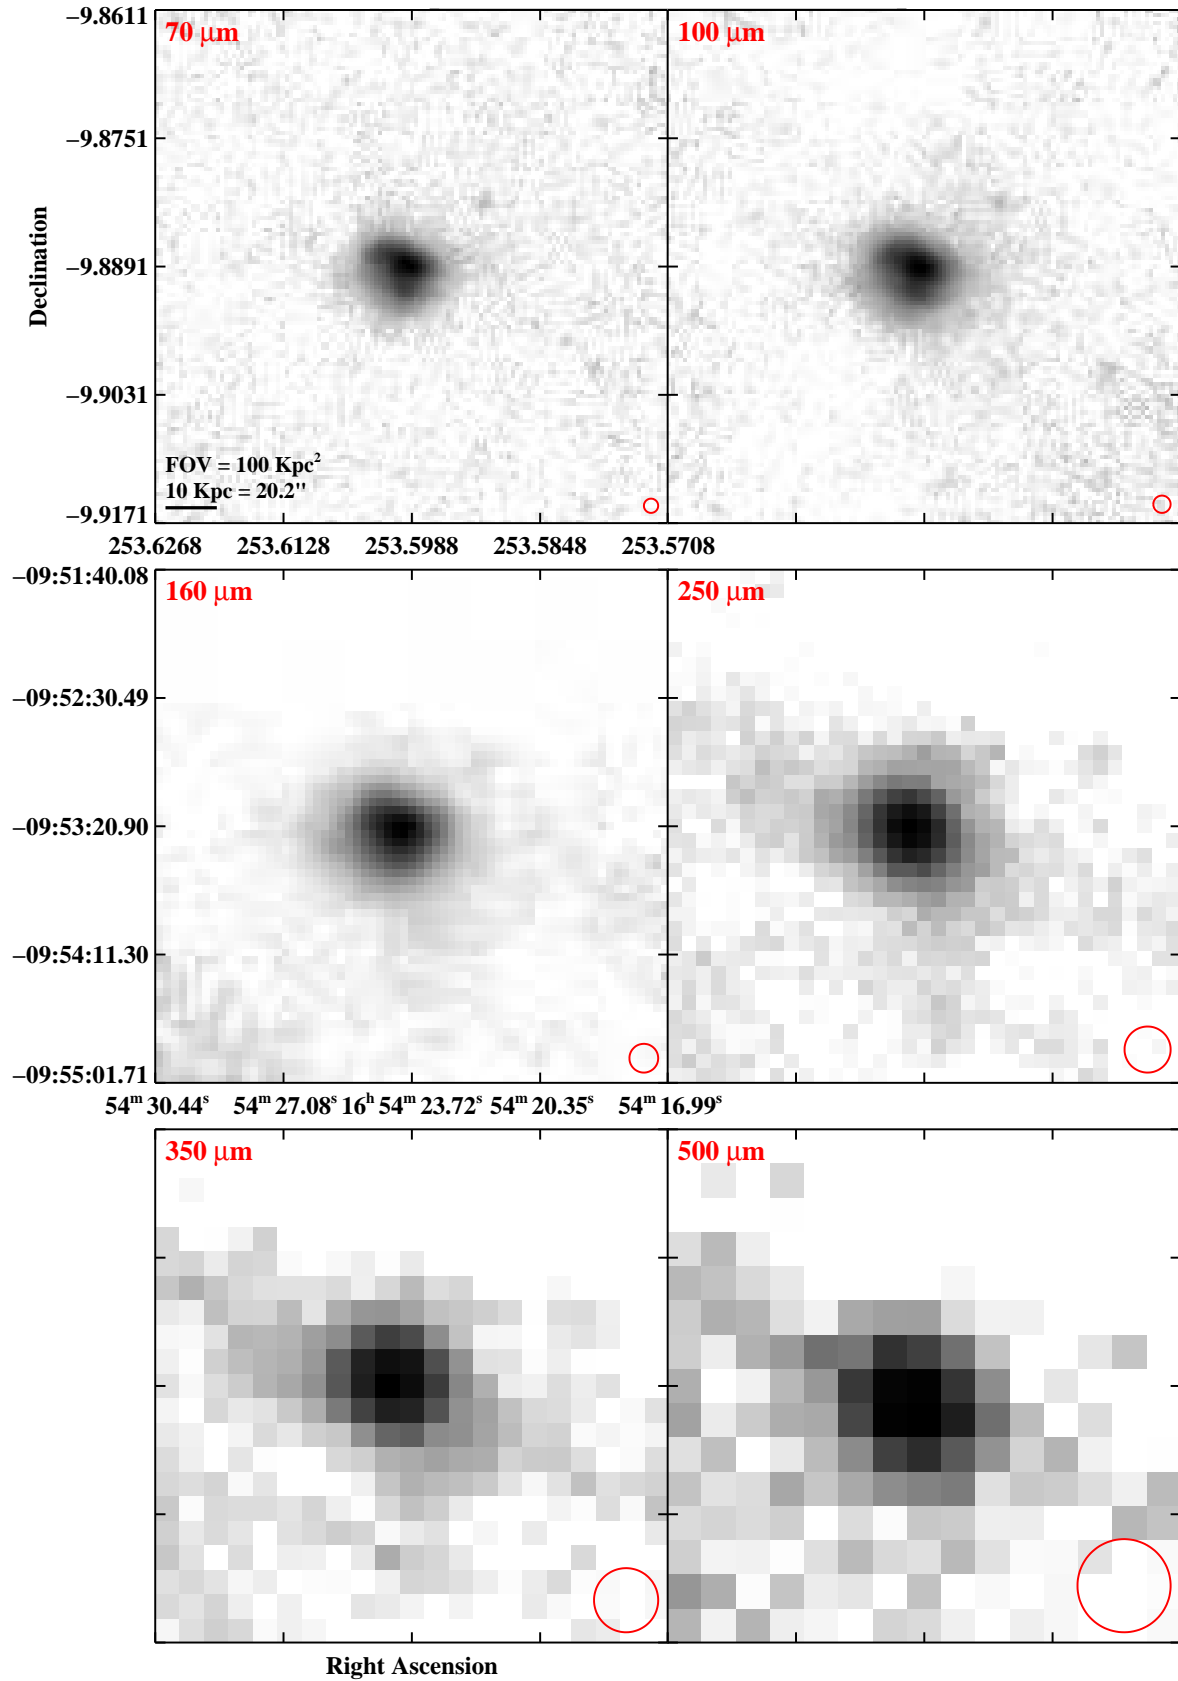 −9.8611
70 μm
100 μm
−9.8751
Declination
−9.8891
−9.9031
FOV = 100 Kpc²
10 Kpc = 20.2"
−9.9171
253.6268 253.6128 253.5988 253.5848 253.5708
−09:51:40.08
160 μm
250 μm
−09:52:30.49
−09:53:20.90
−09:54:11.30
−09:55:01.71
54ᵐ 30.44ˢ 54ᵐ 27.08ˢ 16ʰ 54ᵐ 23.72ˢ 54ᵐ 20.35ˢ 54ᵐ 16.99ˢ
350 μm
500 μm
Right Ascension